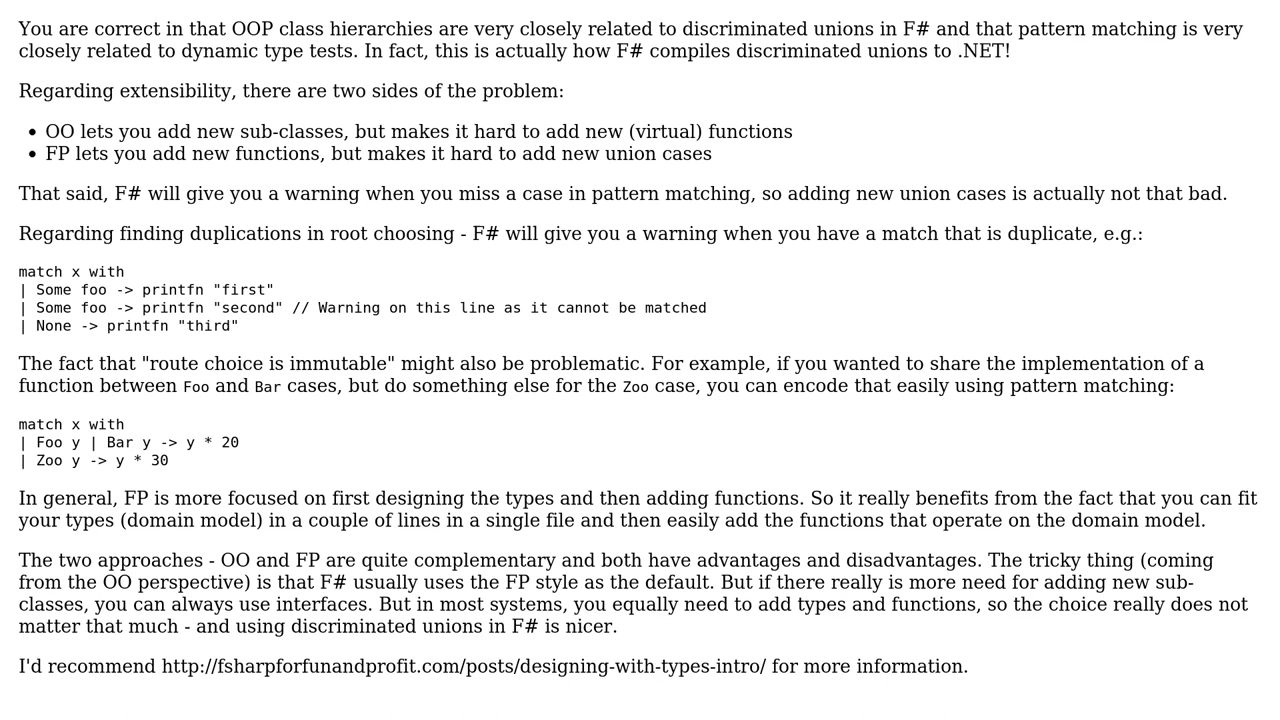 You are correct in that OOP class hierarchies are very closely related to discriminated unions in F# and that pattern matching is very
closely related to dynamic type tests. In fact, this is actually how F# compiles discriminated unions to .NET!
Regarding extensibility, there are two sides of the problem:
• OO lets you add new sub-classes, but makes it hard to add new (virtual) functions
• FP lets you add new functions, but makes it hard to add new union cases
That said, F# will give you a warning when you miss a case in pattern matching, so adding new union cases is actually not that bad.
Regarding finding duplications in root choosing - F# will give you a warning when you have a match that is duplicate, e.g.:
match x with
| Some foo -> printfn "first"
| Some foo -> printfn "second" // Warning on this line as it cannot be matched
| None -> printfn "third"
The fact that "route choice is immutable" might also be problematic. For example, if you wanted to share the implementation of a
function between Foo and Bar cases, but do something else for the Zoo case, you can encode that easily using pattern matching:
match x with
| Foo y | Bar y -> y * 20
| Zoo y -> y * 30
In general, FP is more focused on first designing the types and then adding functions. So it really benefits from the fact that you can fit
your types (domain model) in a couple of lines in a single file and then easily add the functions that operate on the domain model.
The two approaches - OO and FP are quite complementary and both have advantages and disadvantages. The tricky thing (coming
from the OO perspective) is that F# usually uses the FP style as the default. But if there really is more need for adding new sub-
classes, you can always use interfaces. But in most systems, you equally need to add types and functions, so the choice really does not
matter that much - and using discriminated unions in F# is nicer.
I'd recommend http://fsharpforfunandprofit.com/posts/designing-with-types-intro/ for more information.